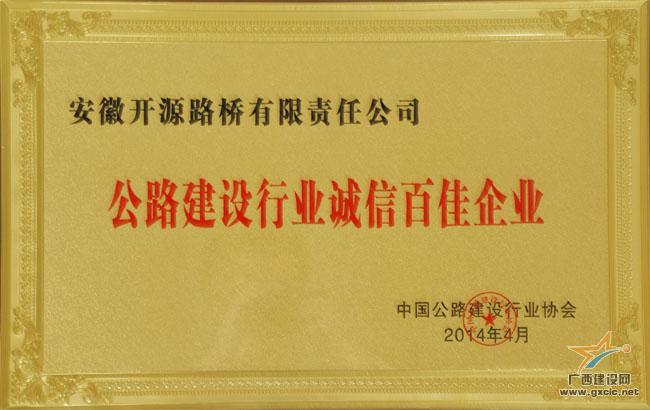 安徽开源路桥有限责任公司
公路建设行业诚信百佳企业
中国公路建设行业协会
2014年4月
广西建设网
www.gxcic.net